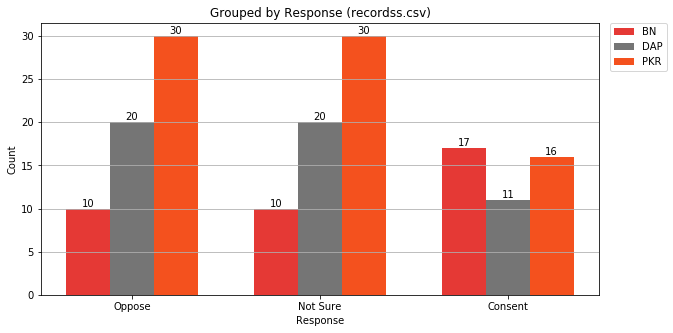 Grouped by Response (recordss.csv)
BN
DAP
PKR
Count
30
25
20
15
10
5
0
10
20
30
10
20
30
17
11
16
Oppose
Not Sure
Consent
Response